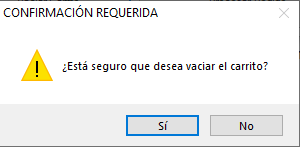 CONFIRMACIÓN REQUERIDA
¿Está seguro que desea vaciar el carrito?
Sí
No